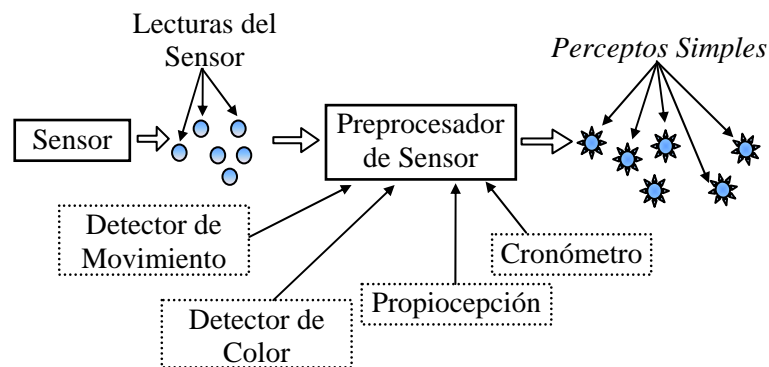 Lecturas del
Sensor
Perceptos Simples
Sensor
Preprocesador
de Sensor
Detector de
Movimiento
Cronómetro
Propiocepción
Detector de
Color